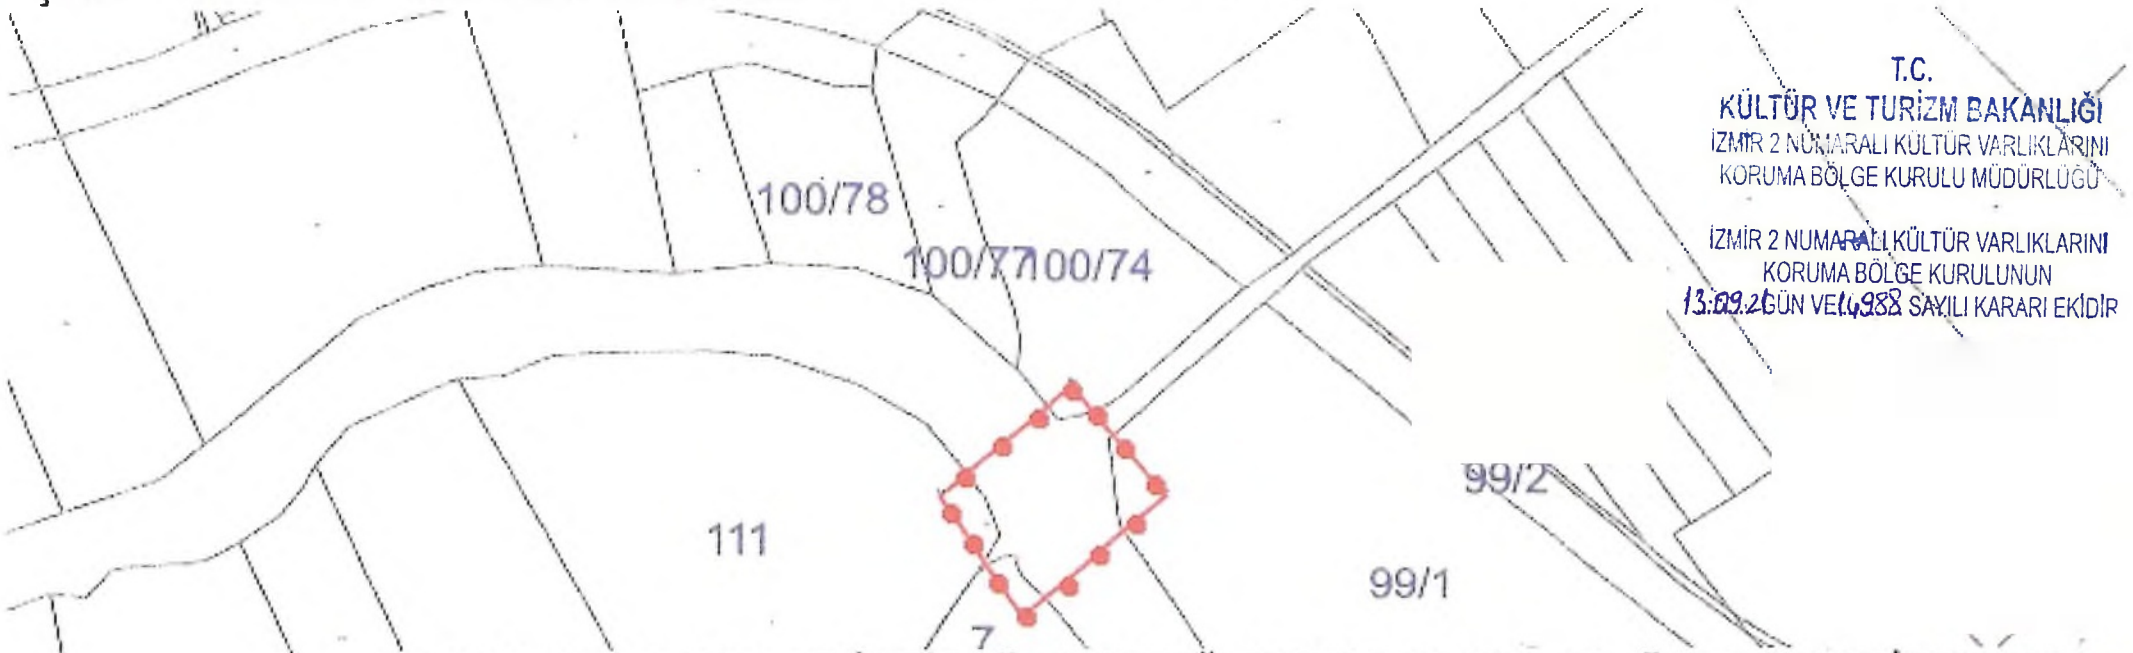 T.C.
KÜLTÜR VE TURİZM BAKANLIĞI
İZMİR 2 NUMARALI KÜLTÜR VARLIKLARINI
KORUMA BÖLGE KURULU MÜDÜRLÜĞÜ
İZMİR 2 NUMARALI KÜLTÜR VARLIKLARINI
KORUMA BÖLGE KURULUNUN
GÜN VE 14988 SAYILI KARARI EKİDİR
100/78
100/77
100/74
99/2
111
99/1
7